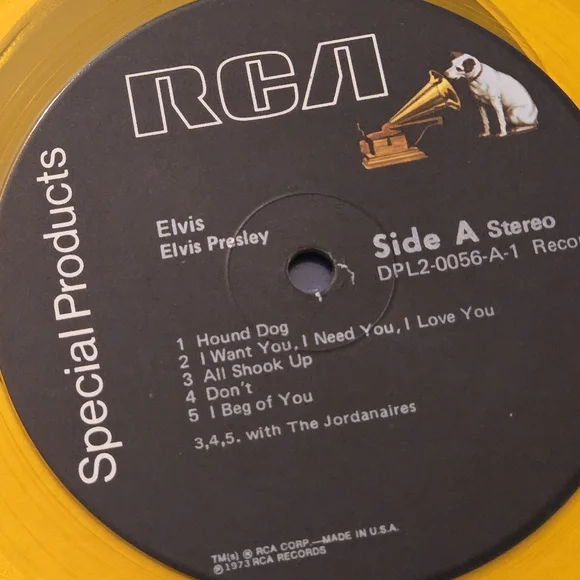 RCA
Special Products
Elvis
Elvis Presley
Side A Stereo
DPL2-0056-A-1 Reco
1 Hound Dog
2 I Want You, I Need You, I Love You
3 All Shook Up
4 Don't
5 I Beg of You
3,4,5. with The Jordanaires
TM(s) ® RCA CORP.—MADE IN U.S.A.
℗ 1973 RCA RECORDS